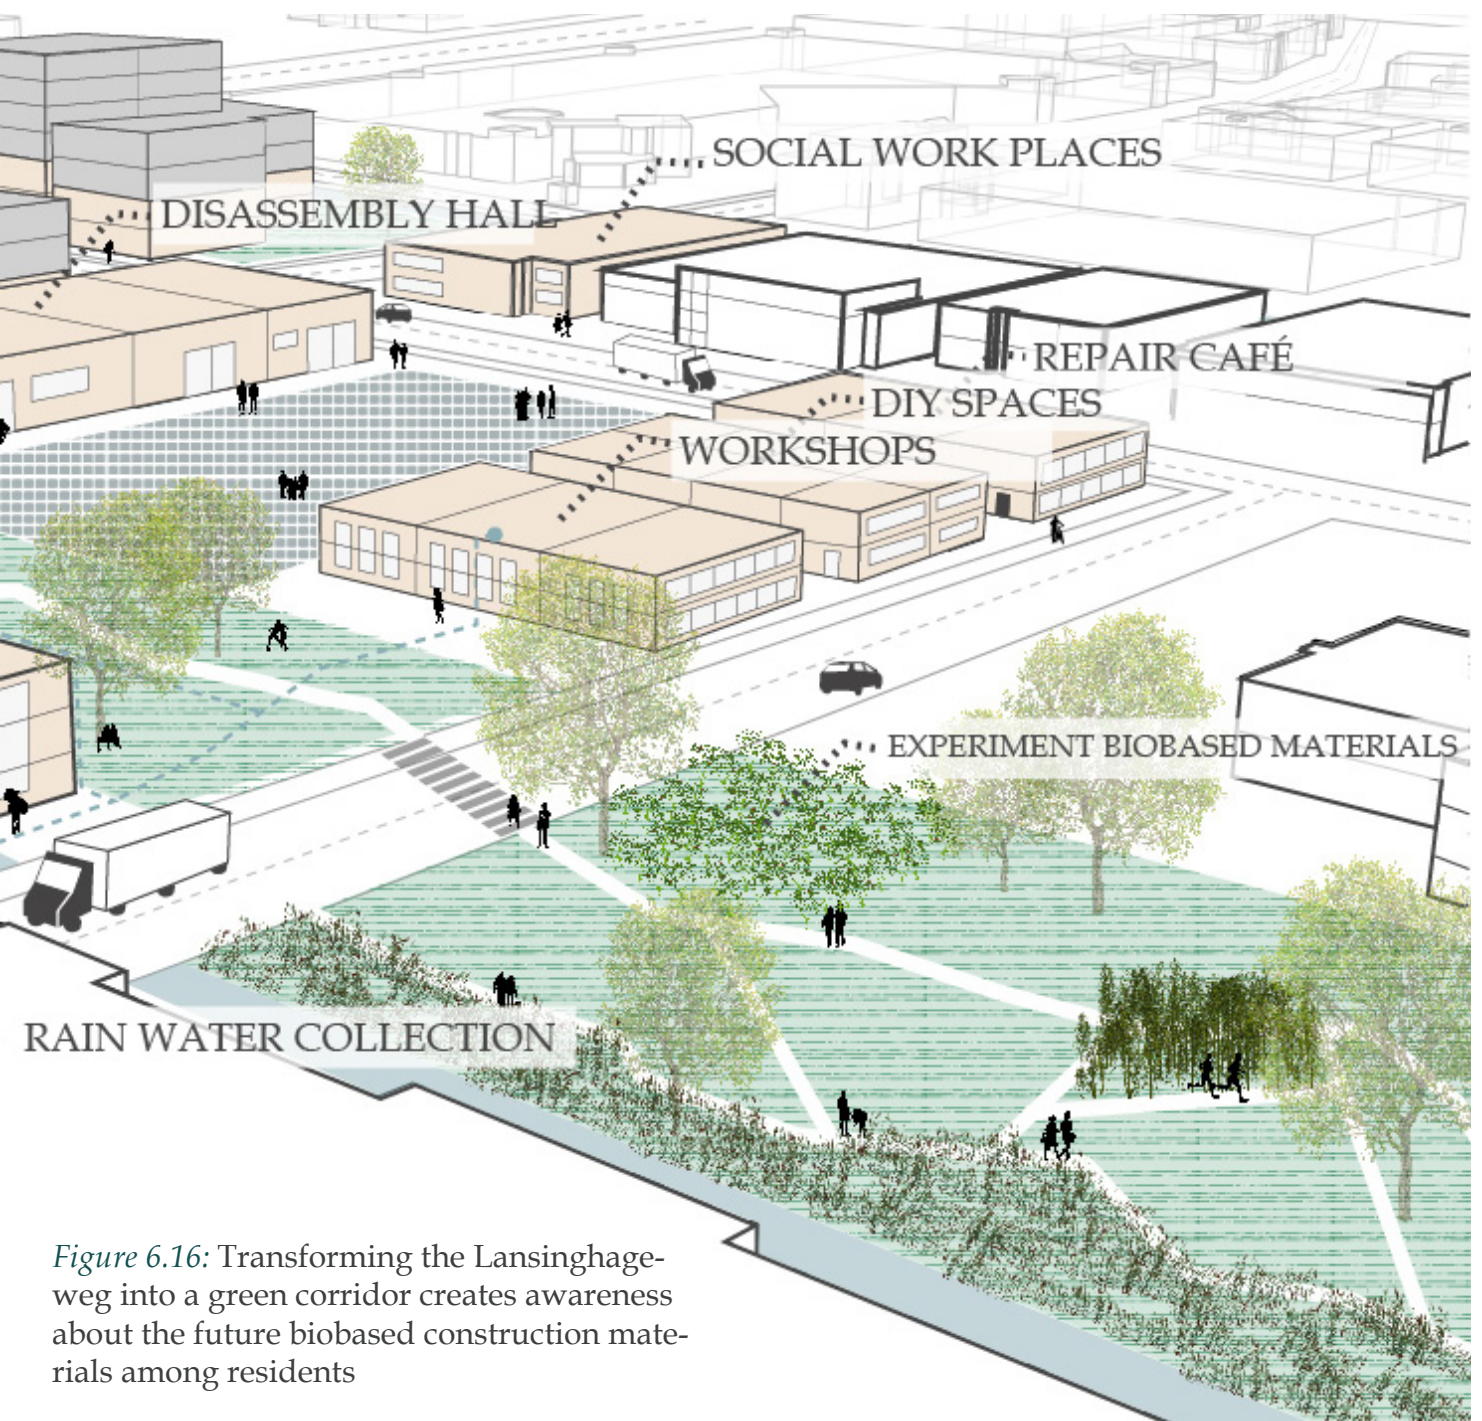 SOCIAL WORK PLACES
DISASSEMBLY HALL
REPAIR CAFÉ
DIY SPACES
WORKSHOPS
EXPERIMENT BIOBASED MATERIALS
RAIN WATER COLLECTION
Figure 6.16: Transforming the Lansinghage-
weg into a green corridor creates awareness
about the future biobased construction mate-
rials among residents